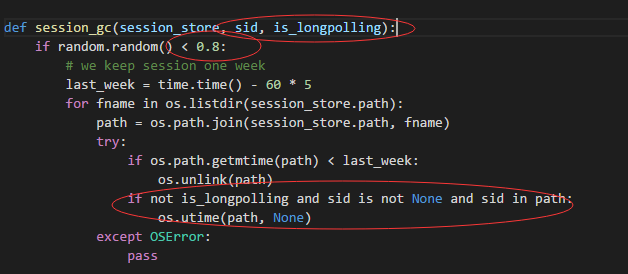 def session_gc(session_store, sid, is_longpolling):
    if random.random() < 0.8:
        # we keep session one week
        last_week = time.time() - 60 * 5
        for fname in os.listdir(session_store.path):
            path = os.path.join(session_store.path, fname)
            try:
                if os.path.getmtime(path) < last_week:
                    os.unlink(path)
                if not is_longpolling and sid is not None and sid in path:
                    os.utime(path, None)
            except OSError:
                pass